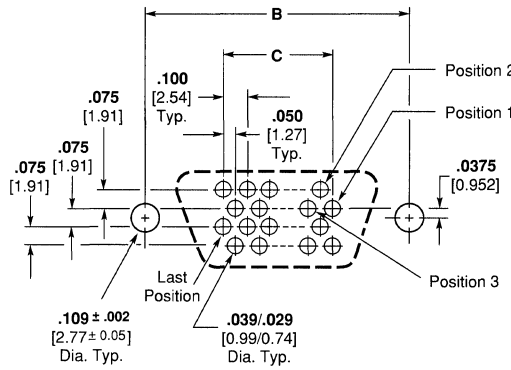 B
C
Position 2
.100
[2.54]
Typ.
.075
[1.91]
Position 1
.050
[1.27]
Typ.
.075
[1.91]
.075
[1.91]
.0375
[0.952]
Last
Position
Position 3
.109 ± .002
[2.77 ± 0.05]
Dia. Typ.
.039/.029
[0.99/0.74]
Dia. Typ.